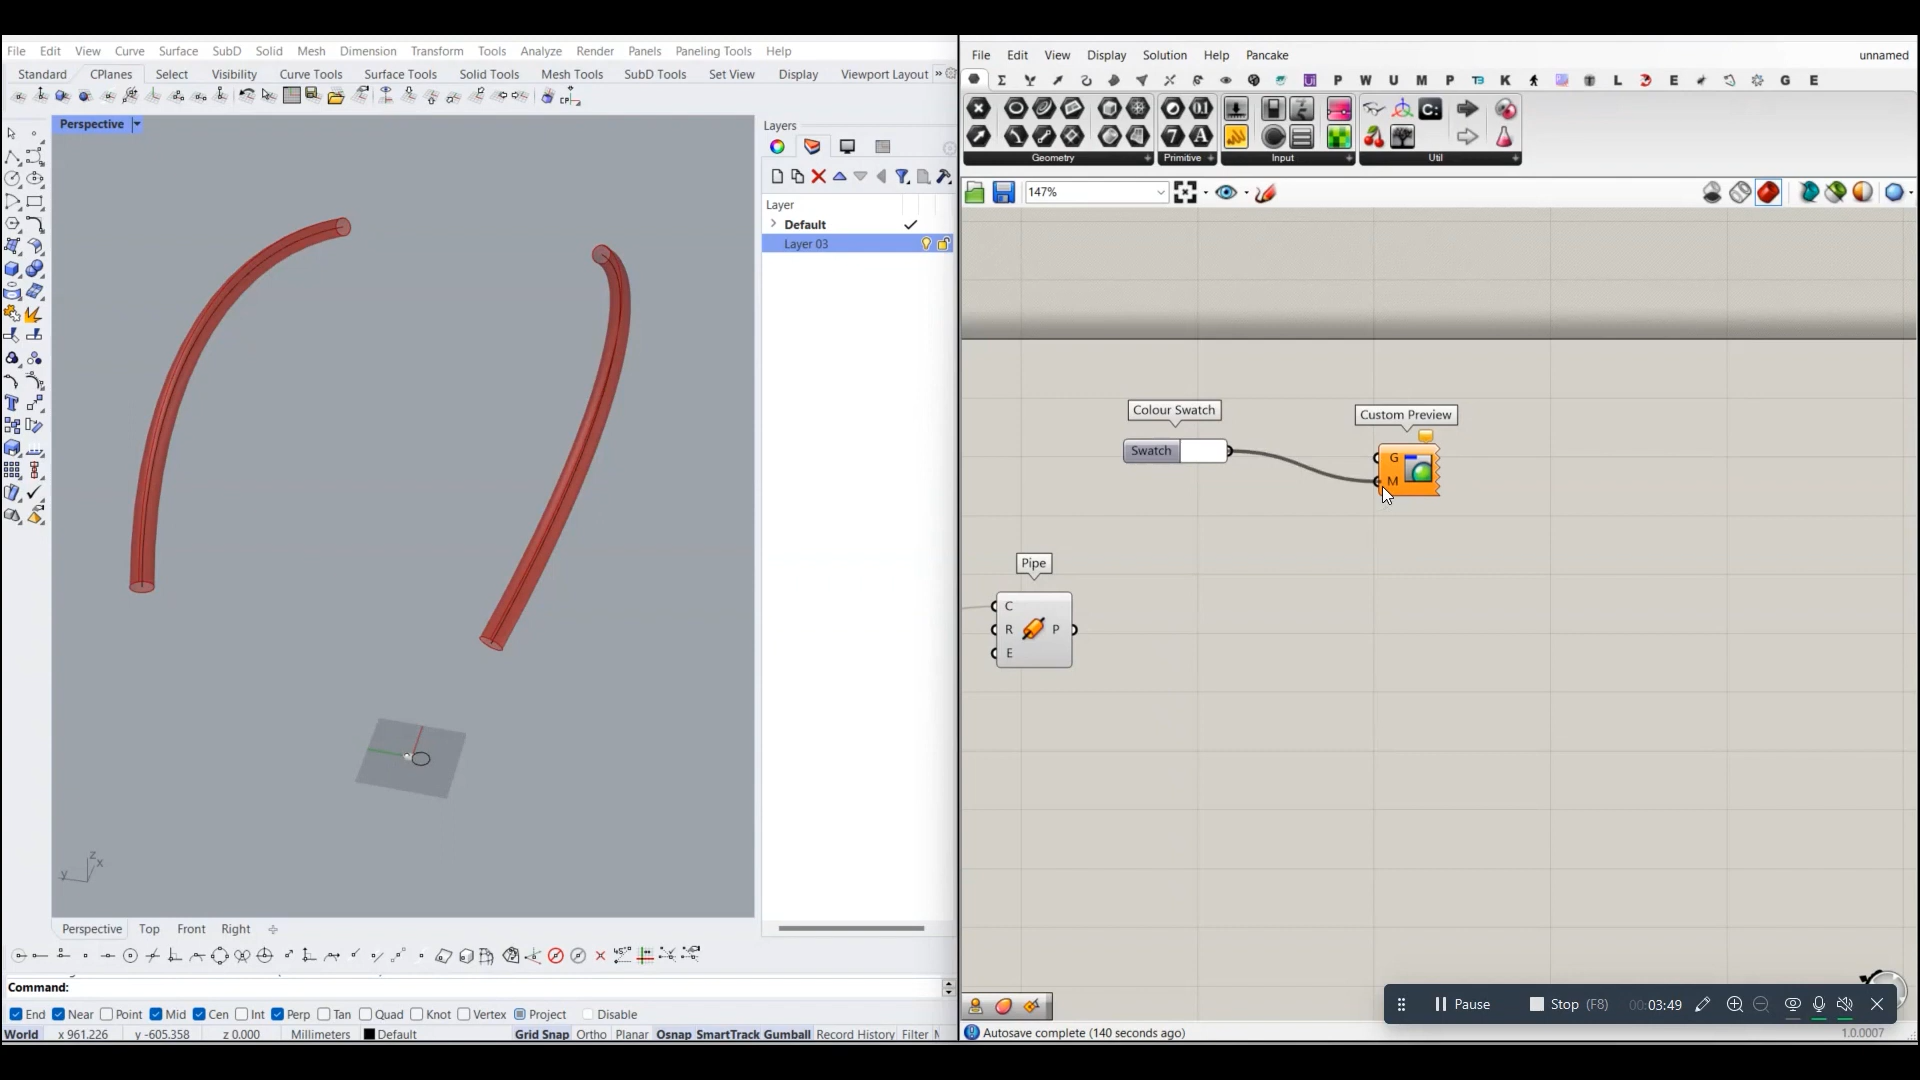 File Edit View Curve Surface SubD Solid Mesh Dimension Transform Tools Analyze Render Panels Paneling Tools Help
Standard CPlanes Select Visibility Curve Tools Surface Tools Solid Tools Mesh Tools SubD Tools Set View Display Viewport Layout »
Perspective
z
x
y
Layers
Layer
Default
Layer 03
Perspective Top Front Right
Command:
End Near Point Mid Cen Int Perp Tan Quad Knot Vertex Project Disable
World x 961.226 y -605.358 z 0.000 Millimeters Default Grid Snap Ortho Planar Osnap SmartTrack Gumball Record History Filter M
File Edit View Display Solution Help Pancake unnamed
P W U M P K L E G E
Geometry Primitive Input Util
147%
Colour Swatch
Swatch
Custom Preview
G
M
Pipe
C
R P
E
Pause Stop (F8) 00:03:49
Autosave complete (140 seconds ago) 1.0.0007